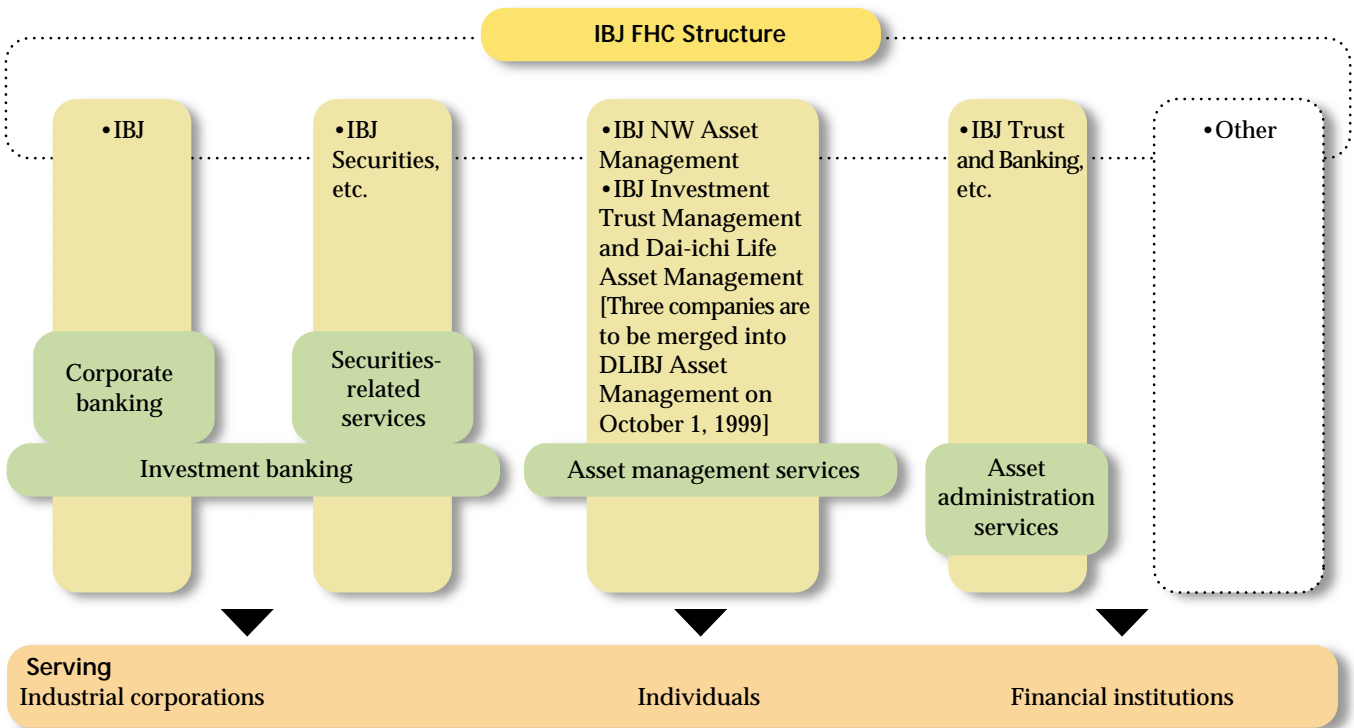 IBJ FHC Structure
•IBJ
•IBJ
Securities,
etc.
•IBJ NW Asset
Management
•IBJ Investment
Trust Management
and Dai-ichi Life
Asset Management
[Three companies are
to be merged into
DLIBJ Asset
Management on
October 1, 1999]
•IBJ Trust
and Banking,
etc.
•Other
Corporate
banking
Securities-
related
services
Investment banking
Asset management services
Asset
administration
services
Serving
Industrial corporations
Individuals
Financial institutions